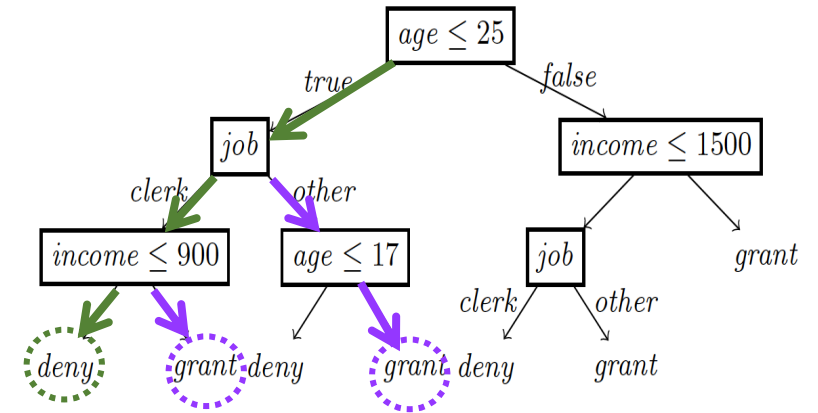 age ≤ 25
true
false
job
income ≤ 1500
clerk
other
income ≤ 900
age ≤ 17
job
grant
clerk
other
deny
grant
deny
grant
deny
grant